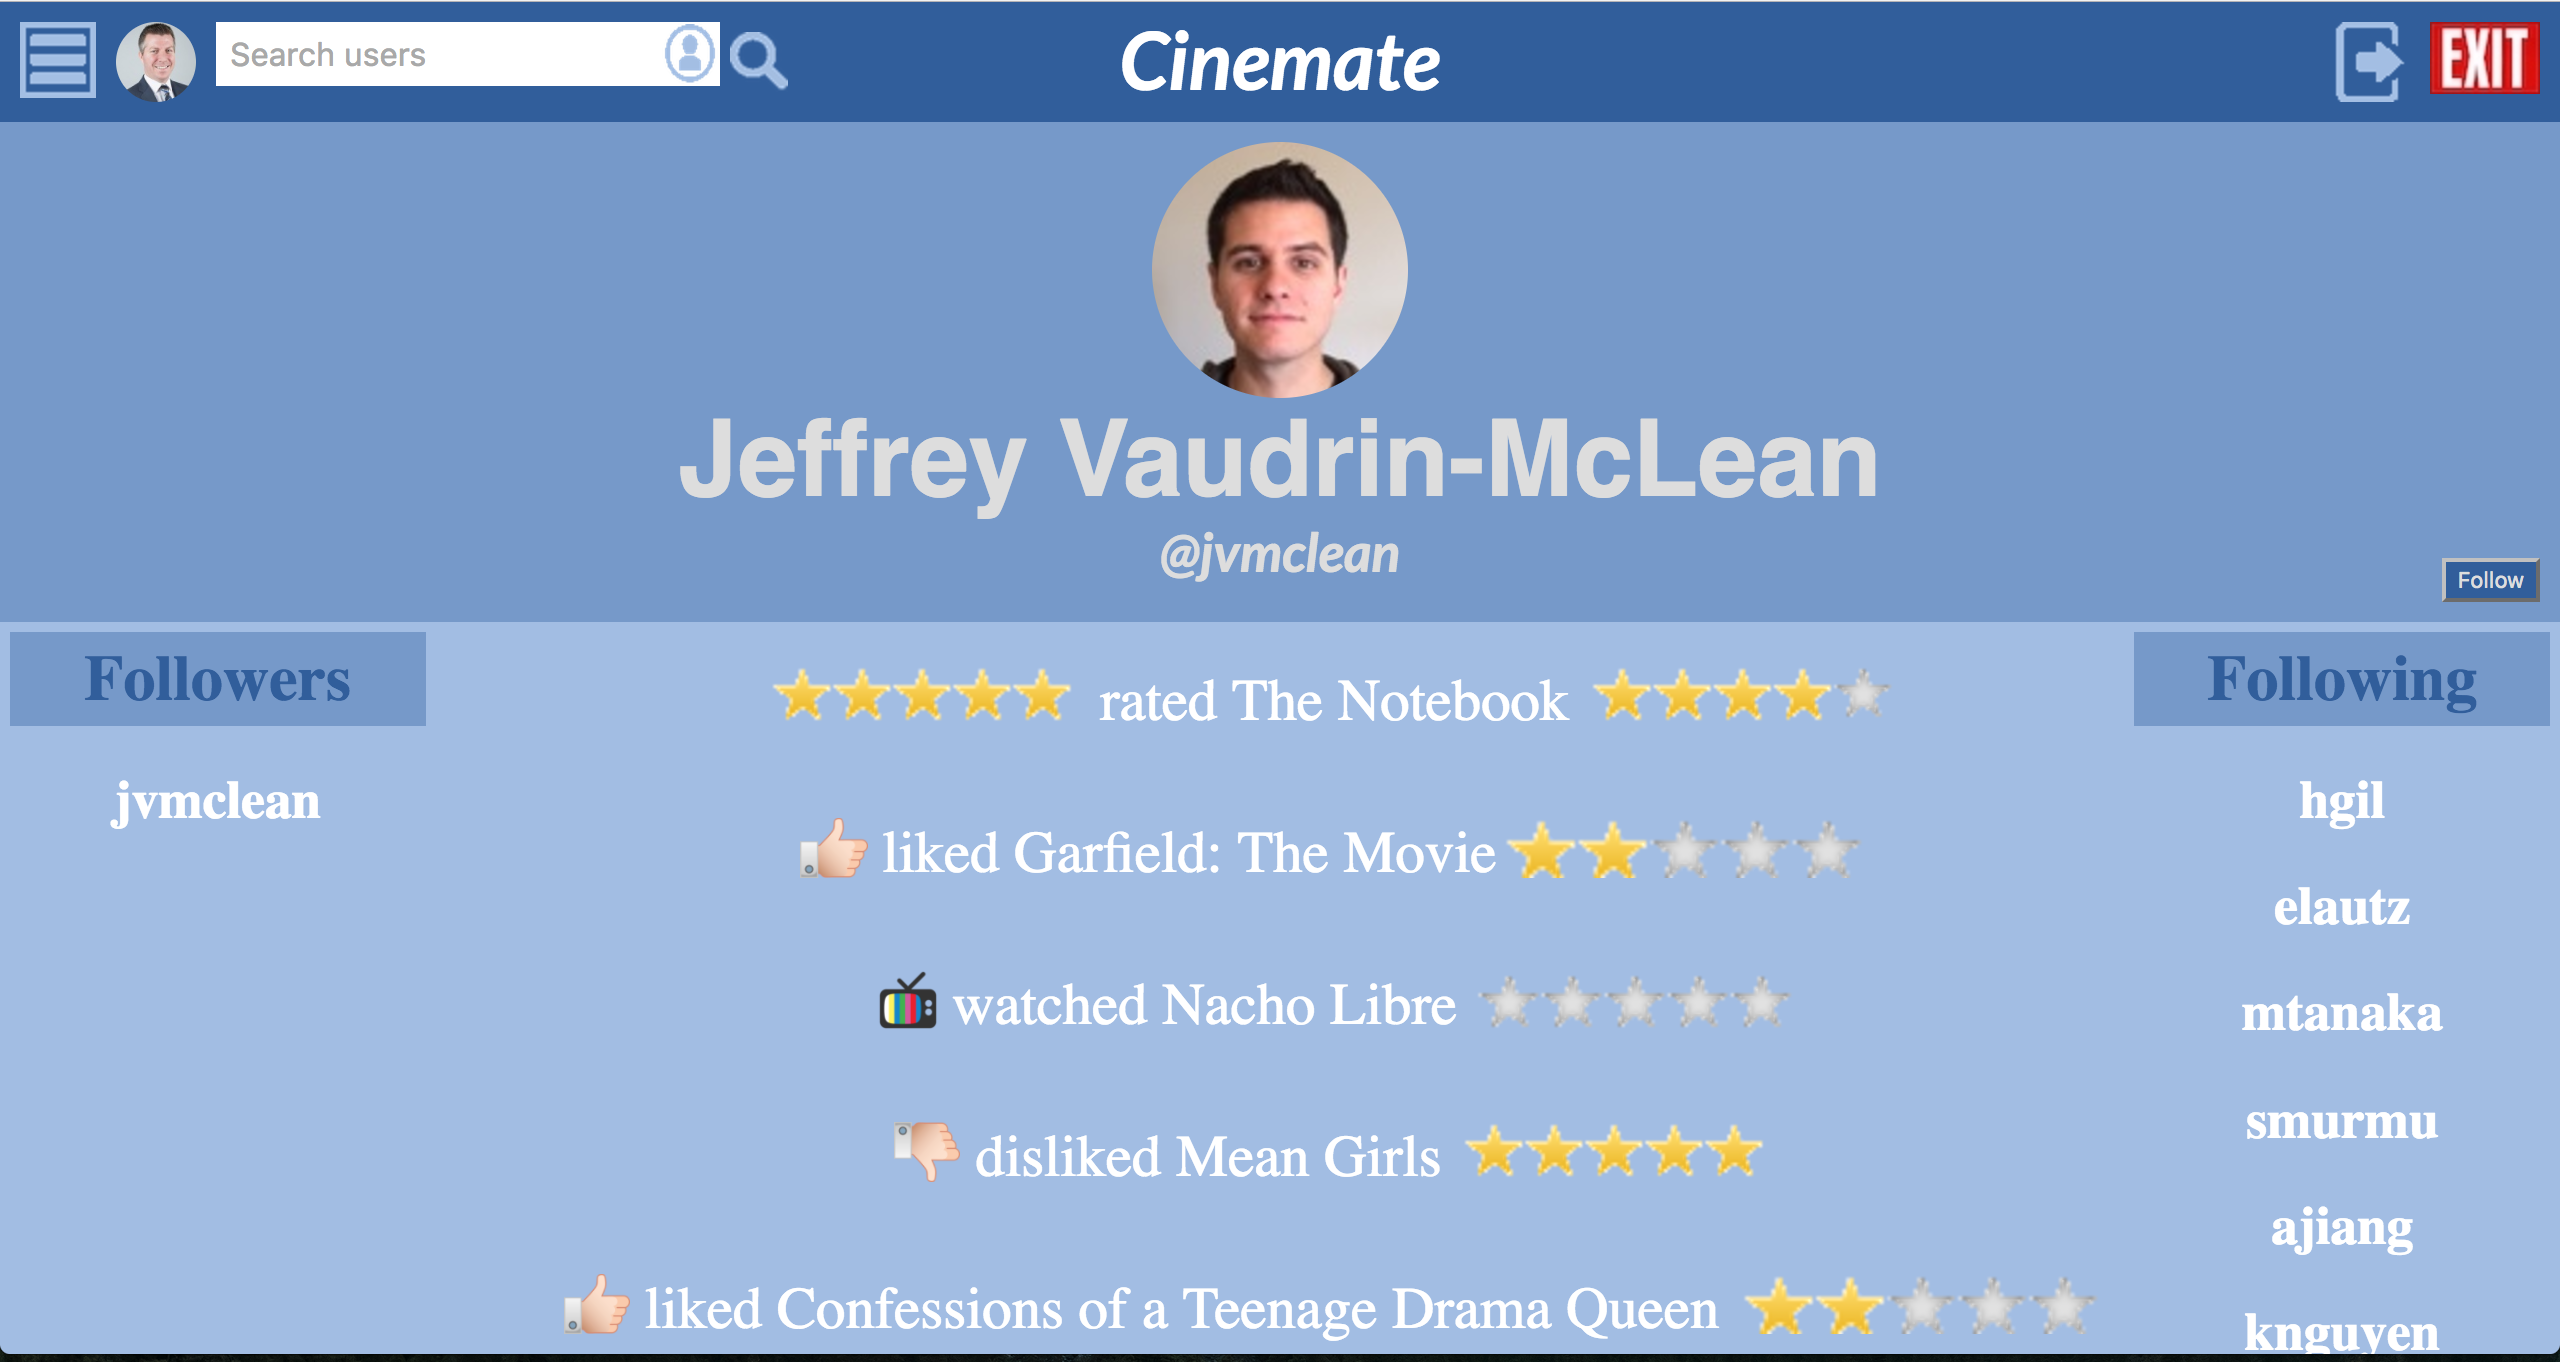 Search users
Cinemate
EXIT
Jeffrey Vaudrin-McLean
@jvmclean
Follow
Followers
jvmclean
rated The Notebook
liked Garfield: The Movie
watched Nacho Libre
disliked Mean Girls
liked Confessions of a Teenage Drama Queen
Following
hgil
elautz
mtanaka
smurmu
ajiang
knguyen